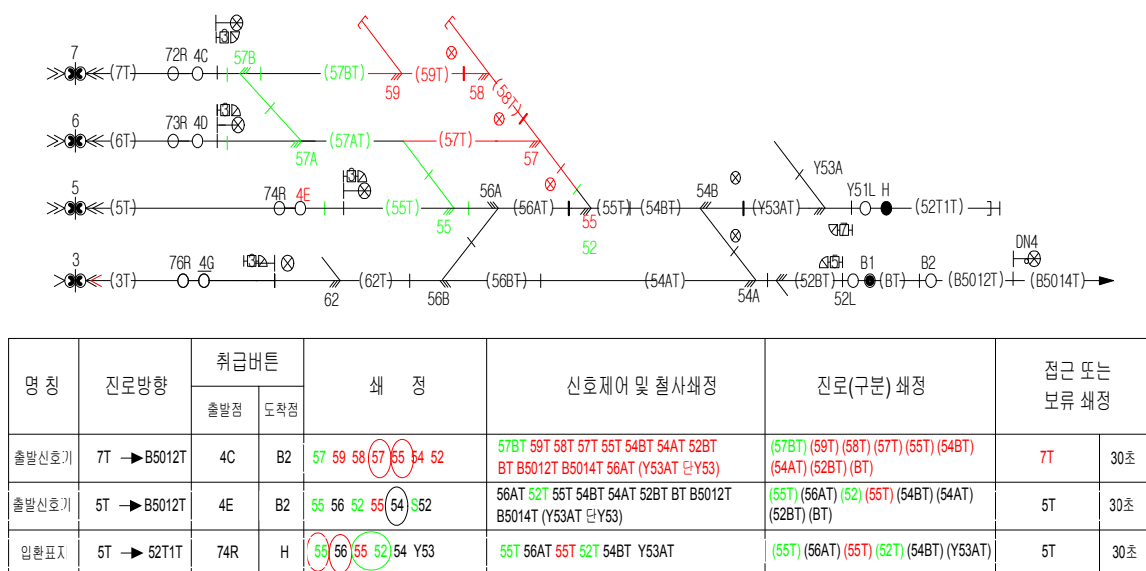 7 72R 4C 3 57B
(7T) (57BT) 59 (59T) 58 (58T)
6 73R 4D 3
(6T) 57A (57AT) (57T) 57
5 74R 4E 3 56A 54B Y53A Y51L H
(5T) (55T) 55 (56AT) 55 (55T) (54BT) (Y53AT) (52T1T)
52
3 76R 4G 3 B1 B2 DN4
(3T) 62 (62T) 56B (56BT) (54AT) 54A (52BT) 52L (BT) (B5012T) (B5014T)
명 칭 진로방향 취급버튼 쇄 정 신호제어 및 철사쇄정 진로(구분) 쇄정 접근 또는
보류 쇄정
출발점 도착점
출발신호기 7T B5012T 4C B2 57 59 58 57 55 54 52 57BT 59T 58T 57T 55T 54BT 54AT 52BT
BT B5012T B5014T 56AT (Y53AT 단Y53) (57BT) (59T) (58T) (57T) (55T) (54BT)
(54AT) (52BT) (BT) 7T 30초
출발신호기 5T B5012T 4E B2 55 56 52 55 54 S52 56AT 52T 55T 54BT 54AT 52BT BT B5012T
B5014T (Y53AT 단Y53) (55T) (56AT) (52) (55T) (54BT) (54AT)
(52BT) (BT) 5T 30초
입환표지 5T 52T1T 74R H 55 56 55 52 54 Y53 55T 56AT 55T 52T 54BT Y53AT (55T) (56AT) (55T) (52T) (54BT) (Y53AT) 5T 30초